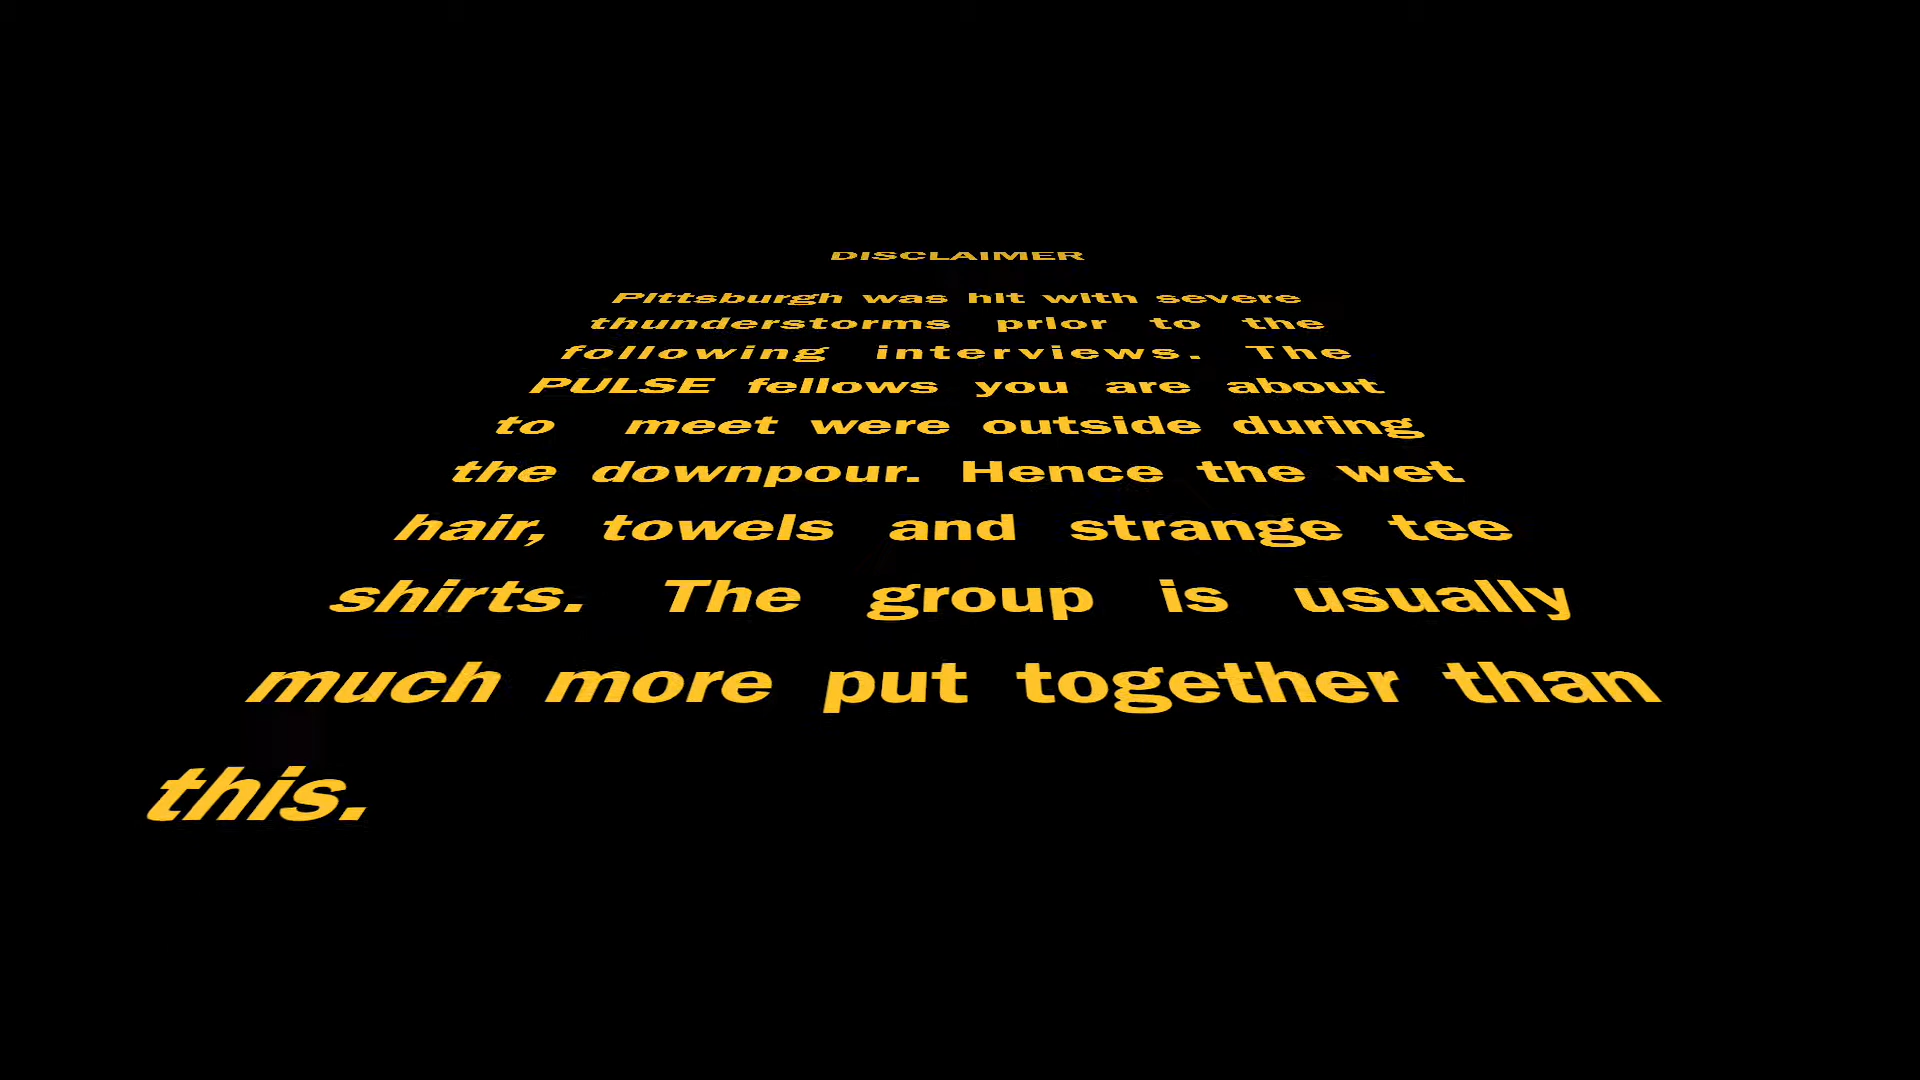 DISCLAIMER
Pittsburgh was hit with severe
thunderstorms prior to the
following interviews. The
PULSE fellows you are about
to meet were outside during
the downpour. Hence the wet
hair, towels and strange tee
shirts. The group is usually
much more put together than
this.